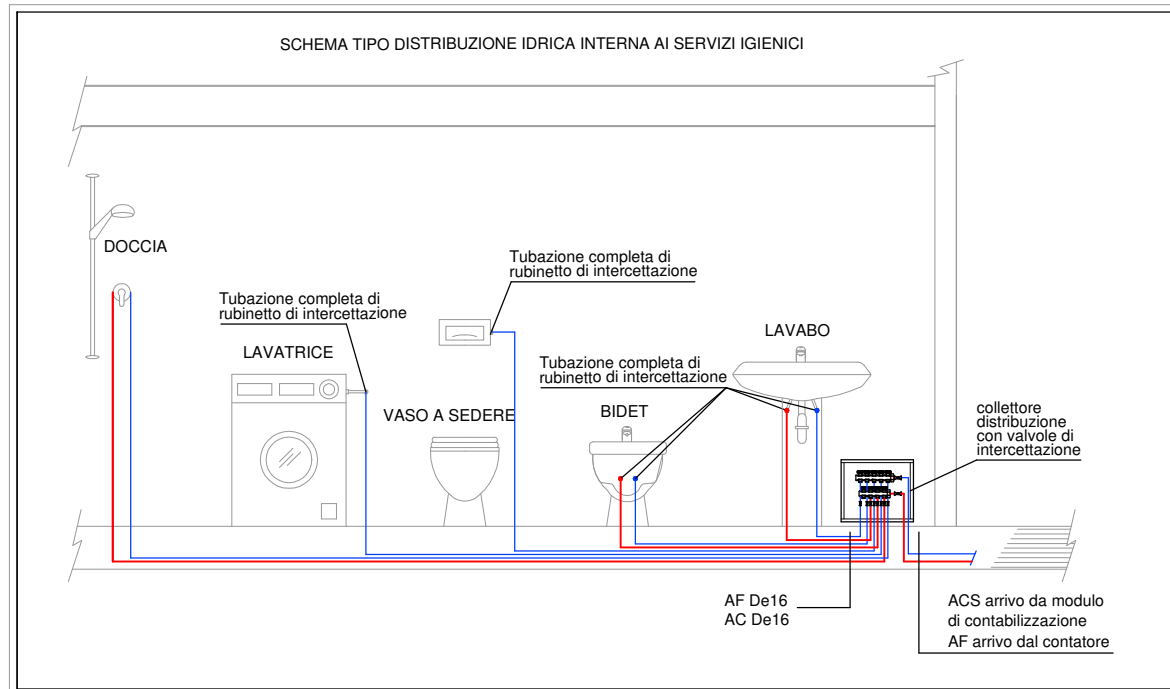 SCHEMA TIPO DISTRIBUZIONE IDRICA INTERNA AI SERVIZI IGIENICI
DOCCIA
Tubazione completa di
rubinetto di intercettazione
Tubazione completa di
rubinetto di intercettazione
LAVATRICE
LAVABO
Tubazione completa di
rubinetto di intercettazione
VASO A SEDERE
BIDET
collettore
distribuzione
con valvole di
intercettazione
AF De16
AC De16
ACS arrivo da modulo
di contabilizzazione
AF arrivo dal contatore